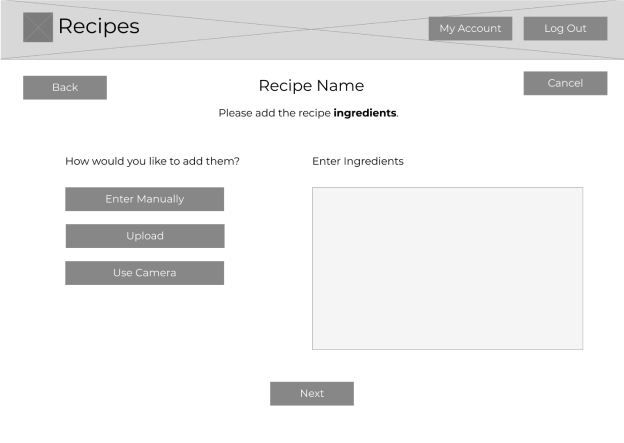 Recipes
My Account
Log Out
Back
Recipe Name
Cancel
Please add the recipe ingredients.
How would you like to add them?
Enter Ingredients
Enter Manually
Upload
Use Camera
Next